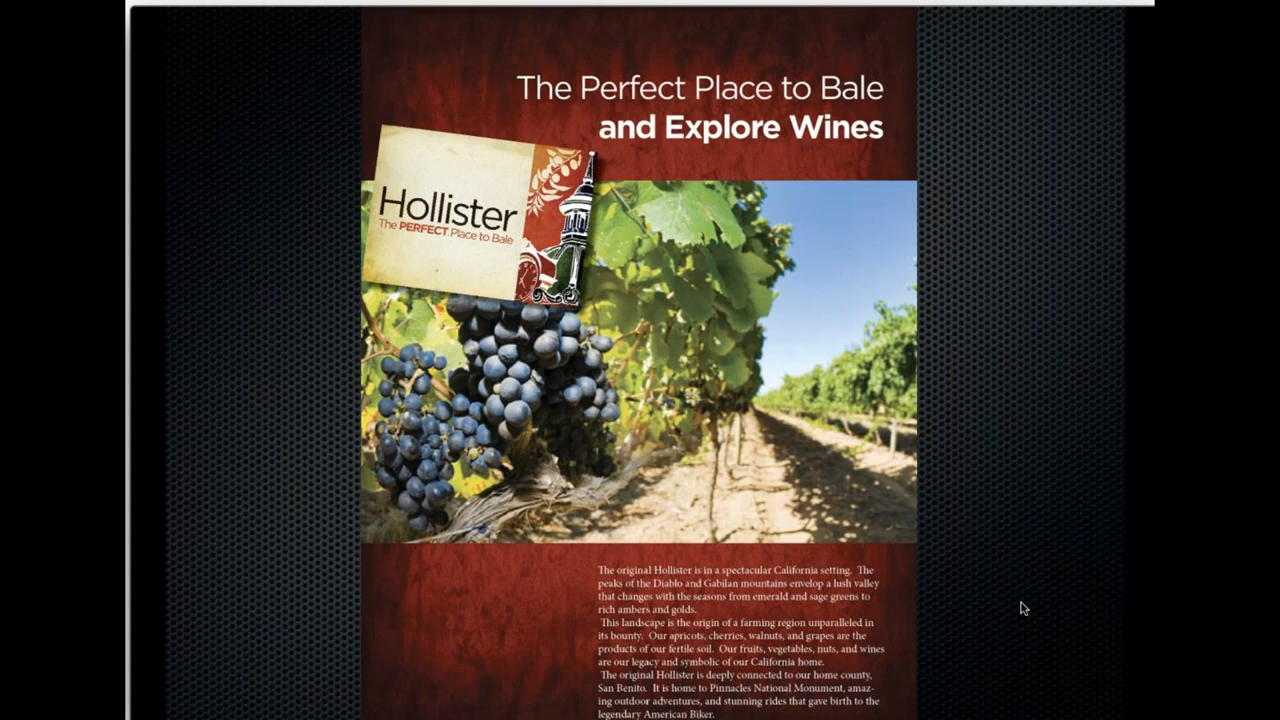 The Perfect Place to Bale
and Explore Wines
Hollister
The PERFECT Place to Bale
The original Hollister is in a spectacular California setting. The
peaks of the Diablo and Gabilan mountains envelop a lush valley
that changes with the seasons from emerald and sage greens to
rich ambers and golds.
This landscape is the origin of a farming region unparalleled in
its bounty. Our apricots, cherries, walnuts, and grapes are the
products of our fertile soil. Our fruits, vegetables, nuts, and wines
are our legacy and symbolic of our California home.
The original Hollister is deeply connected to our home county,
San Benito. It is home to Pinnacles National Monument, amaz-
ing outdoor adventures, and stunning rides that gave birth to the
legendary American Biker.